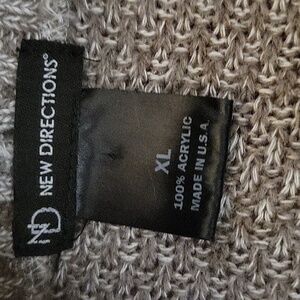 ND NEW DIRECTIONS®
XL
100% ACRYLIC
MADE IN U.S.A.